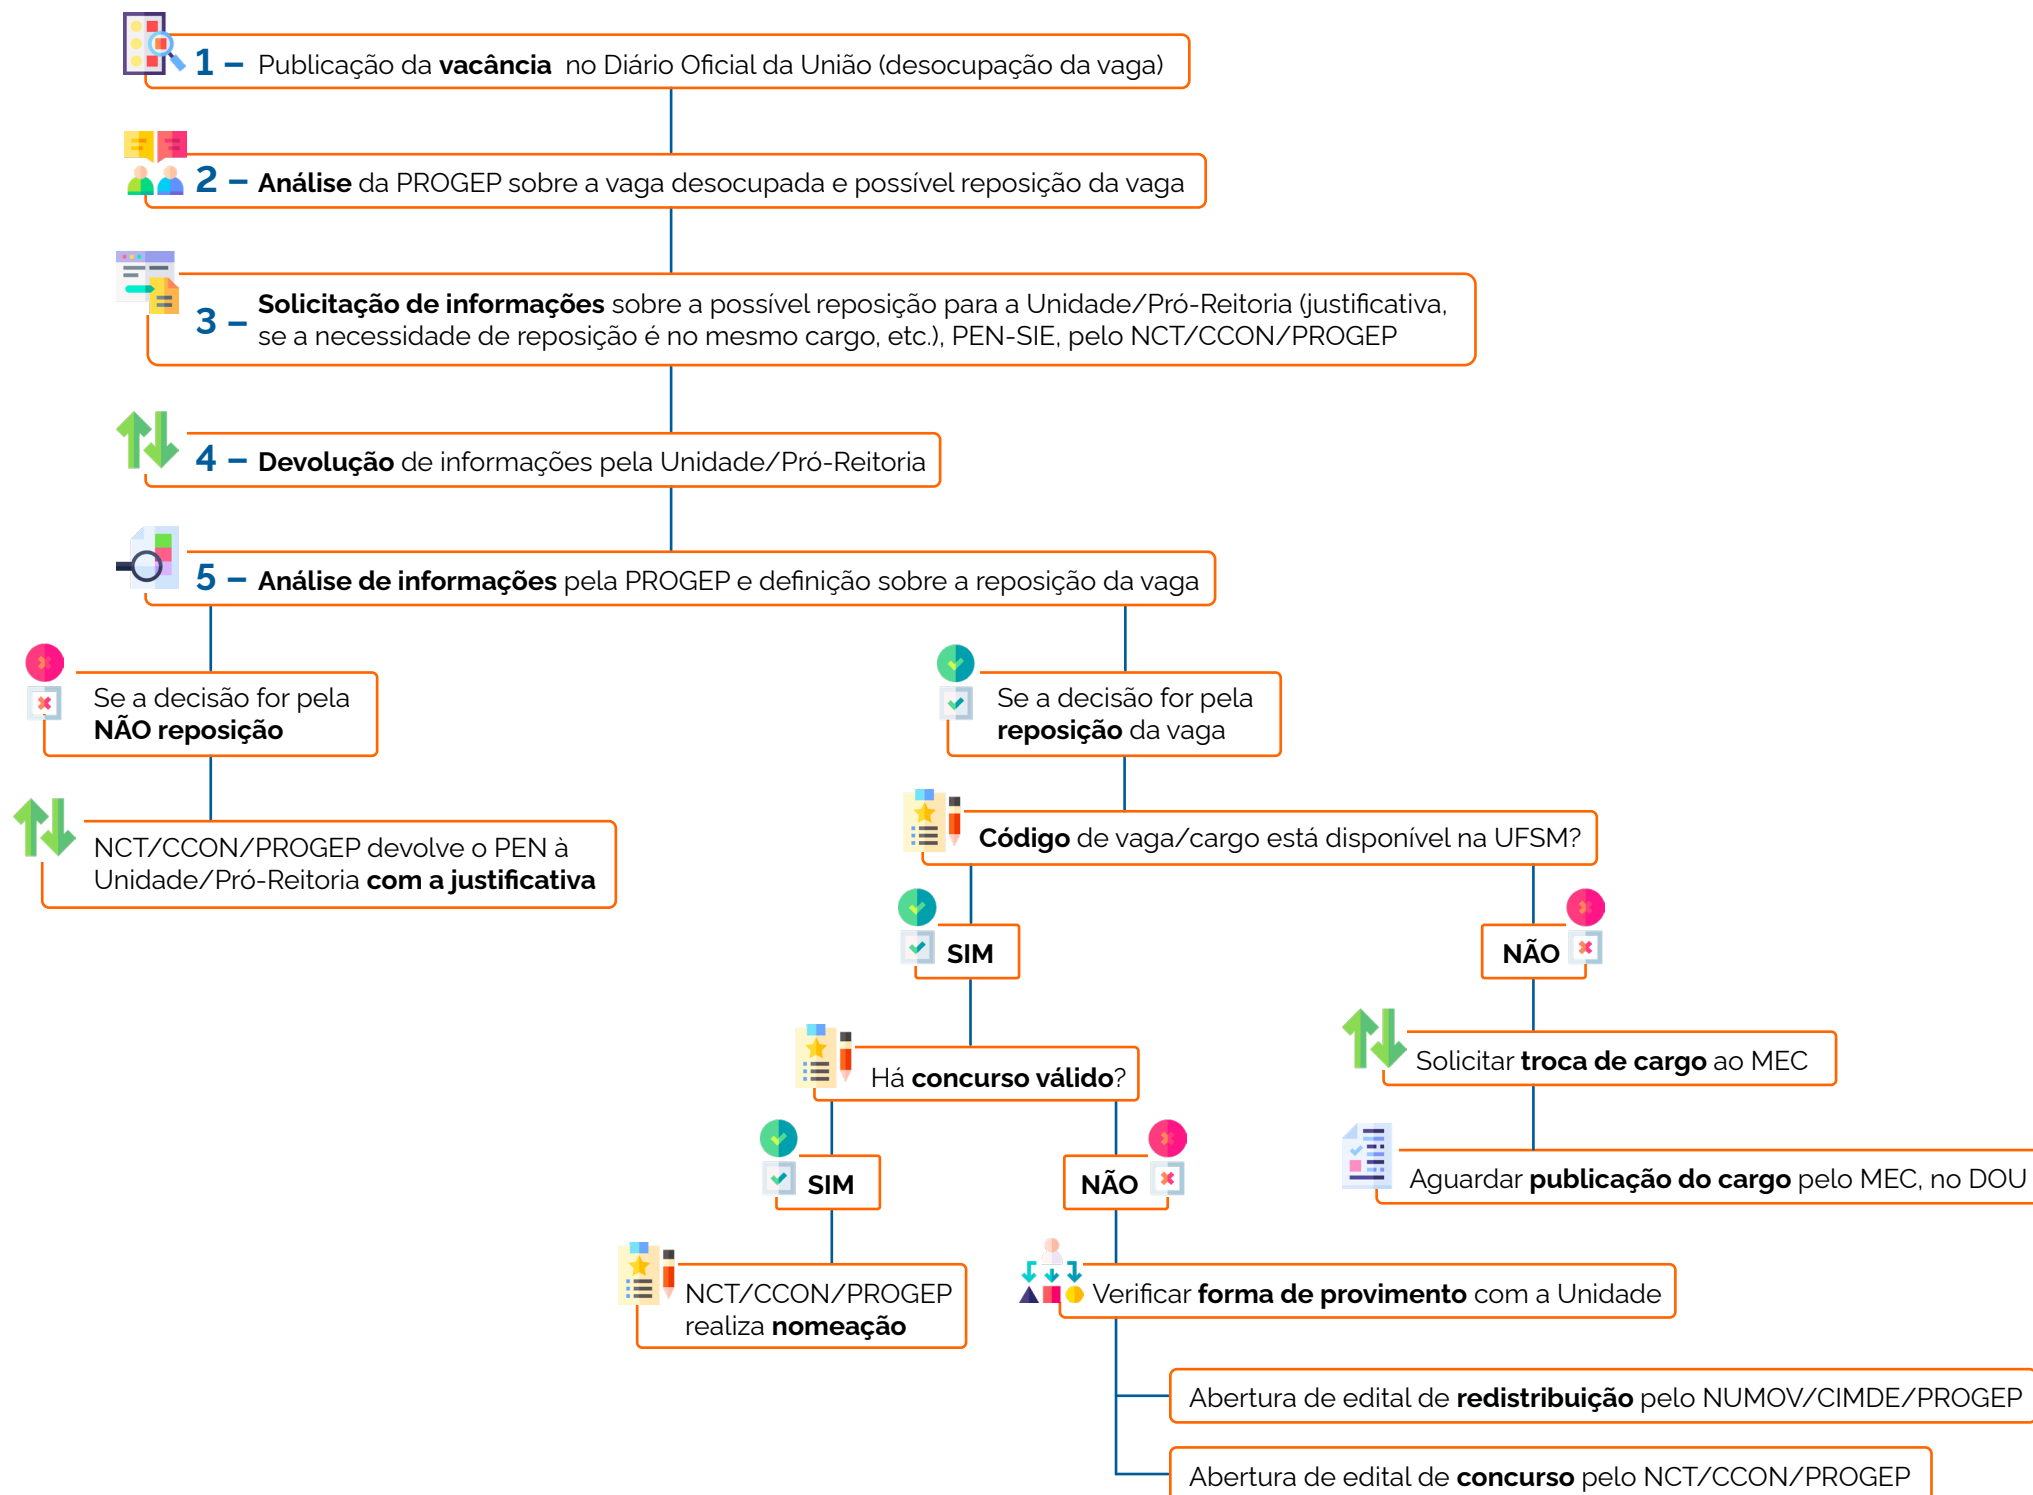 1 – Publicação da vacância no Diário Oficial da União (desocupação da vaga)
2 – Análise da PROGEP sobre a vaga desocupada e possível reposição da vaga
3 – Solicitação de informações sobre a possível reposição para a Unidade/Pró-Reitoria (justificativa,
se a necessidade de reposição é no mesmo cargo, etc.), PEN-SIE, pelo NCT/CCON/PROGEP
4 – Devolução de informações pela Unidade/Pró-Reitoria
5 – Análise de informações pela PROGEP e definição sobre a reposição da vaga
Se a decisão for pela
NÃO reposição
NCT/CCON/PROGEP devolve o PEN à
Unidade/Pró-Reitoria com a justificativa
Se a decisão for pela
reposição da vaga
Código de vaga/cargo está disponível na UFSM?
SIM
NÃO
Há concurso válido?
Solicitar troca de cargo ao MEC
Aguardar publicação do cargo pelo MEC, no DOU
SIM
NÃO
NCT/CCON/PROGEP
realiza nomeação
Verificar forma de provimento com a Unidade
Abertura de edital de redistribuição pelo NUMOV/CIMDE/PROGEP
Abertura de edital de concurso pelo NCT/CCON/PROGEP